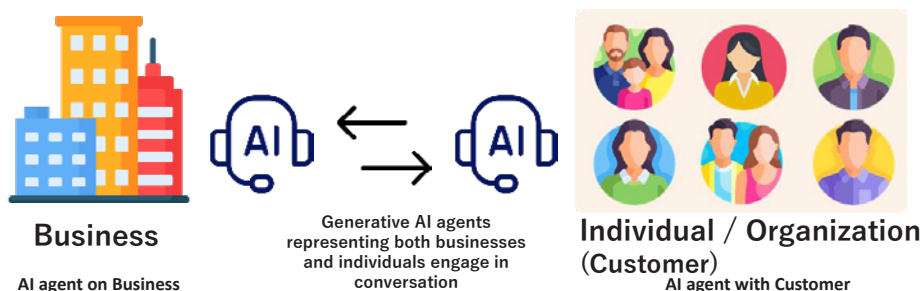 AI
AI
Business
AI agent on Business
Generative AI agents
representing both businesses
and individuals engage in
conversation
Individual / Organization
(Customer)
AI agent with Customer